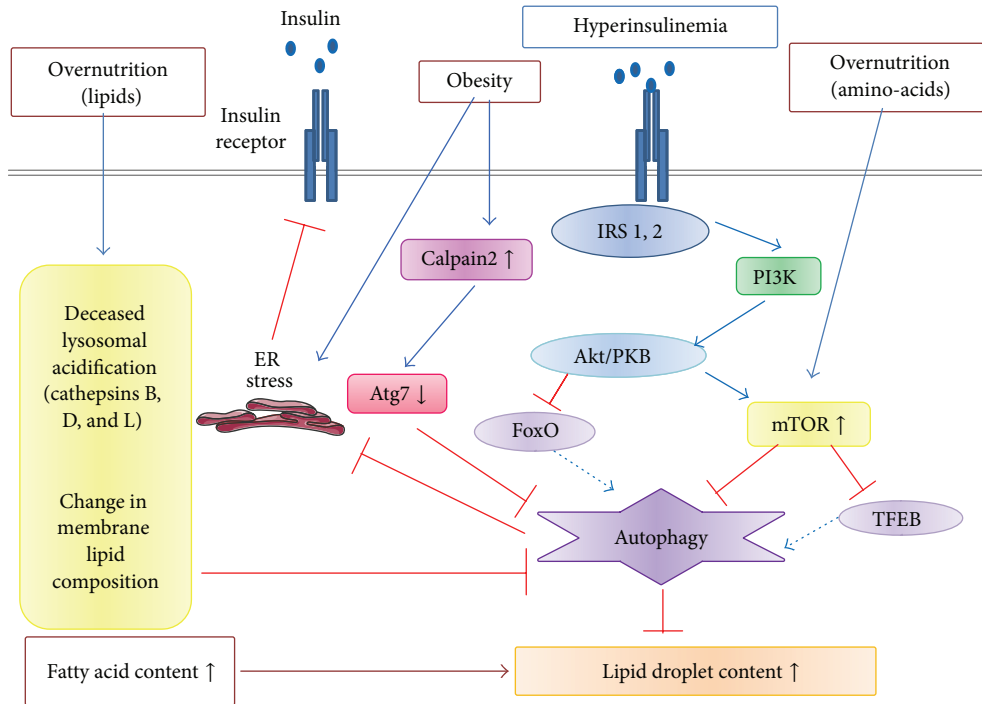 Insulin
Hyperinsulinemia
Overnutrition
(lipids)
Obesity
Overnutrition
(amino-acids)
Insulin
receptor
IRS 1, 2
Calpain2 ↑
PI3K
Deceased
lysosomal
acidification
(cathepsins B,
D, and L)
ER
stress
Akt/PKB
Atg7 ↓
FoxO
mTOR ↑
Change in
membrane
lipid
composition
Autophagy
TFEB
Fatty acid content ↑
Lipid droplet content ↑